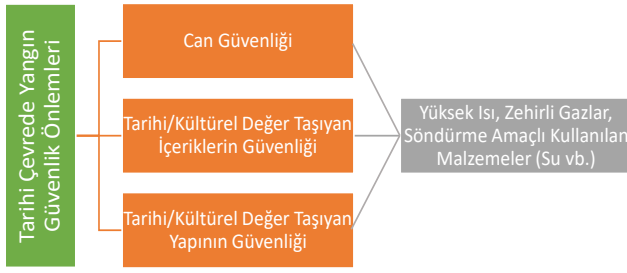 Tarihi Çevrede Yangın
Güvenlik Önlemleri
Can Güvenliği
Tarihi/Kültürel Değer Taşıyan
İçeriklerin Güvenliği
Tarihi/Kültürel Değer Taşıyan
Yapının Güvenliği
Yüksek Isı, Zehirli Gazlar,
Söndürme Amaçlı Kullanılan
Malzemeler (Su vb.)